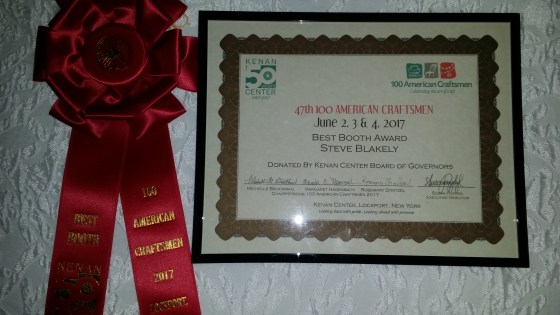 KENAN
50
CENTER
100 American Craftsmen
47th 100 AMERICAN CRAFTSMEN
JUNE 2, 3 & 4, 2017
BEST BOOTH AWARD
STEVE BLAKELY
DONATED BY KENAN CENTER BOARD OF GOVERNORS
EXECUTIVE DIRECTOR
KENAN CENTER, LOCKPORT, NEW YORK
BEST
BOOTH
KENAN
100
AMERICAN
CRAFTSMEN
2017
LOCKPORT